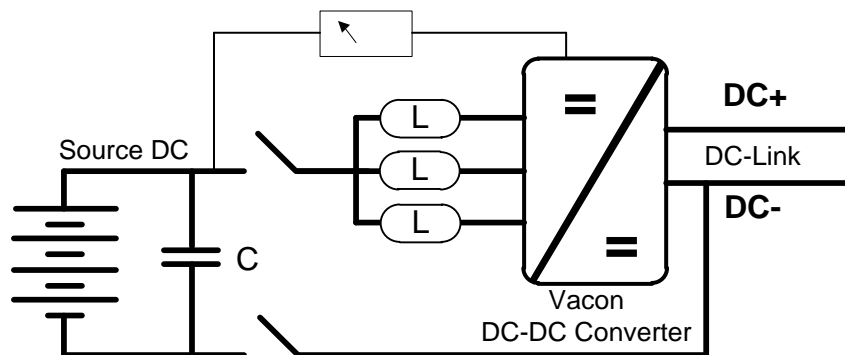 L
DC+
Source DC
L
DC-Link
L
DC-
C
Vacon
DC-DC Converter